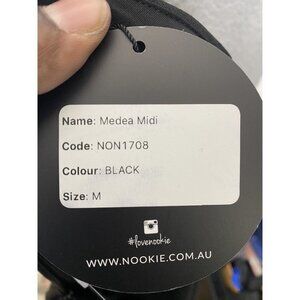 Name: Medea Midi
Code: NON1708
Colour: BLACK
Size: M
#lovenookie
WWW.NOOKIE.COM.AU